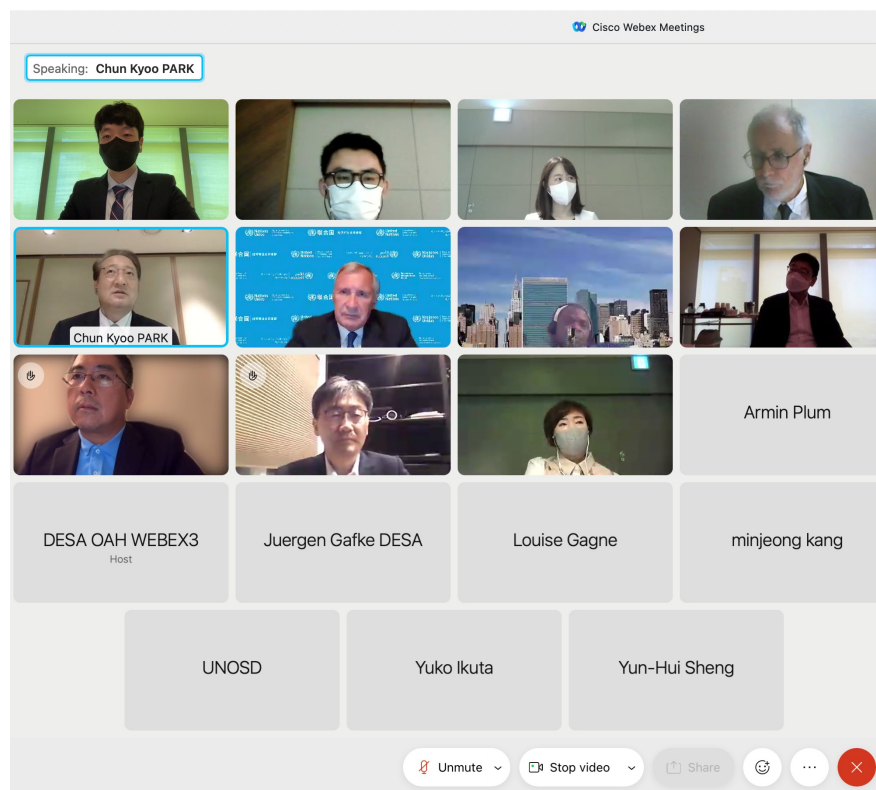 Cisco Webex Meetings
Speaking: Chun Kyoo PARK
Chun Kyoo PARK
Armin Plum
DESA OAH WEBEX3
Host
Juergen Gafke DESA
Louise Gagne
minjeong kang
UNOSD
Yuko Ikuta
Yun-Hui Sheng
Unmute
Stop video
Share